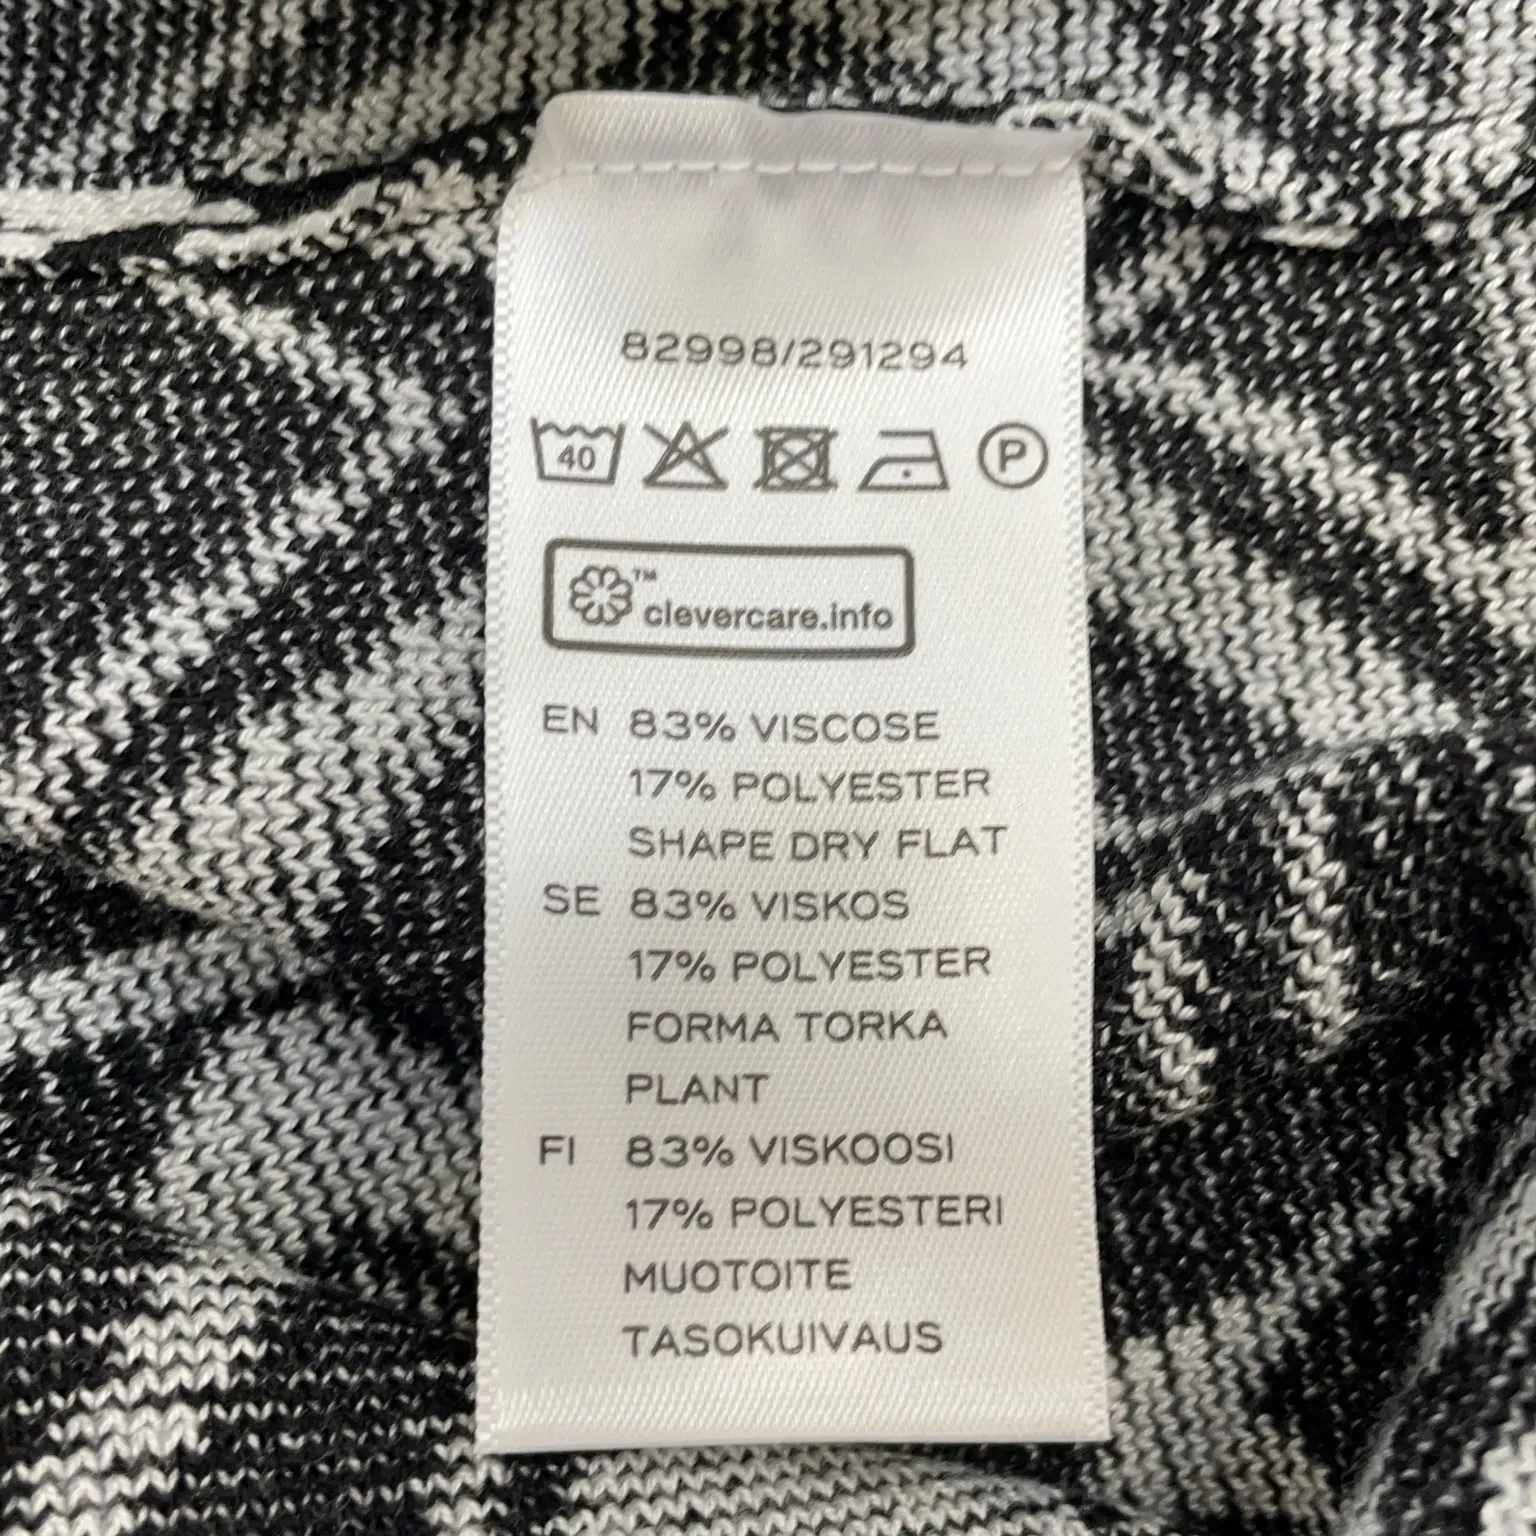 82998/291294
40
P
™
clevercare.info
EN 83% VISCOSE
17% POLYESTER
SHAPE DRY FLAT
SE 83% VISKOS
17% POLYESTER
FORMA TORKA
PLANT
FI 83% VISKOOSI
17% POLYESTERI
MUOTOITE
TASOKUIVAUS